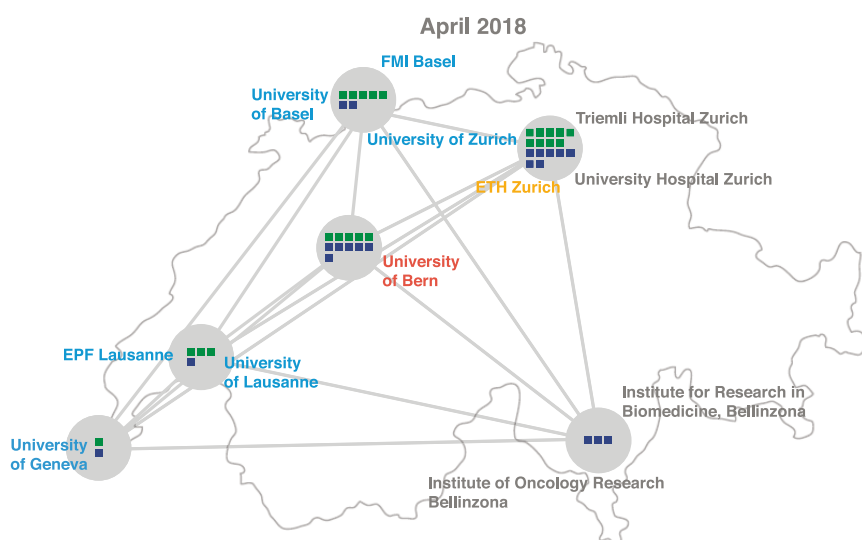 April 2018
FMI Basel
University
of Basel
University of Zurich
Triemli Hospital Zurich
University Hospital Zurich
ETH Zurich
University
of Bern
EPF Lausanne
University
of Lausanne
University
of Geneva
Institute for Research in
Biomedicine, Bellinzona
Institute of Oncology Research
Bellinzona